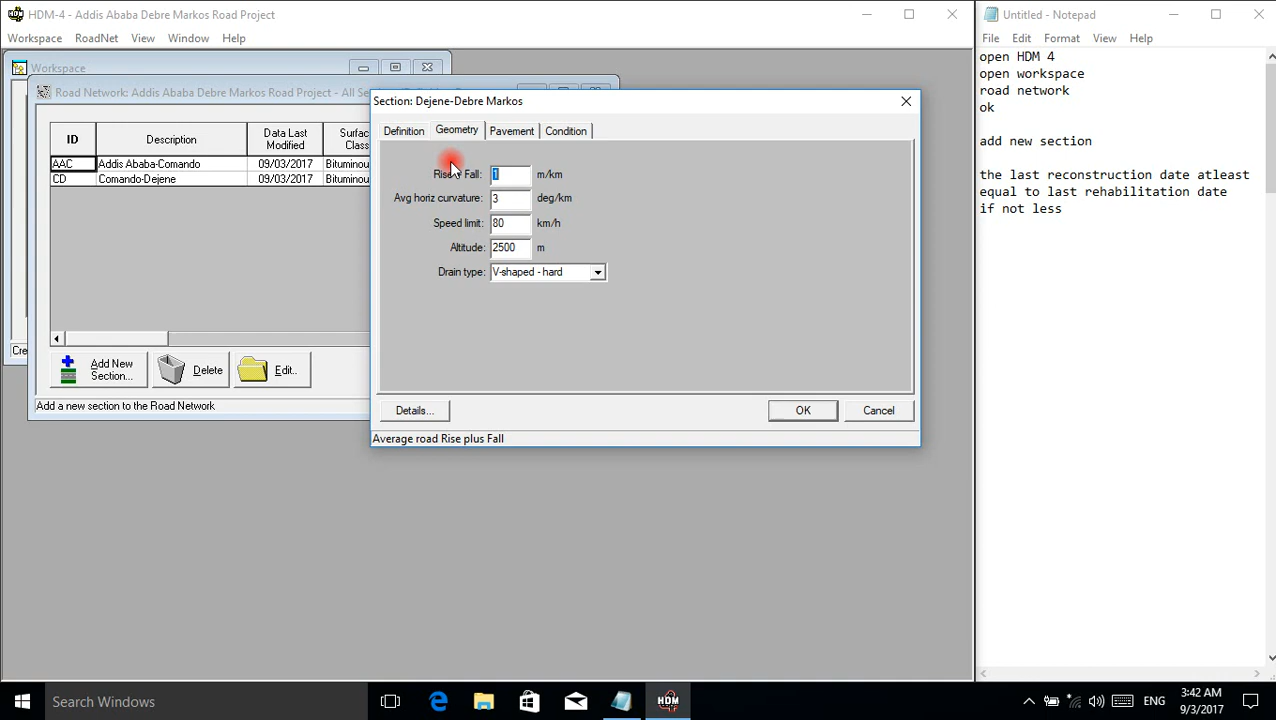 HDM-4 - Addis Ababa Debre Markos Road Project
Workspace RoadNet View Window Help
Workspace
Road Network: Addis Ababa Debre Markos Road Project - All
ID Description Data Last Modified Surface Class
AAC Addis Ababa-Comando 09/03/2017 Bituminou
CD Comando-Dejene 09/03/2017 Bituminou
Add New Section...
Delete
Edit..
Cre
Add a new section to the Road Network
Section: Dejene-Debre Markos
Definition Geometry Pavement Condition
Fall: 1 m/km
Avg horiz curvature: 3 deg/km
Speed limit: 80 km/h
Altitude: 2500 m
Drain type: V-shaped - hard
Details... OK Cancel
Average road Rise plus Fall
Untitled - Notepad
File Edit Format View Help
open HDM 4
open workspace
road network
ok
add new section
the last reconstruction date atleast
equal to last rehabilitation date
if not less
Search Windows
HDM
ENG
3:42 AM
9/3/2017